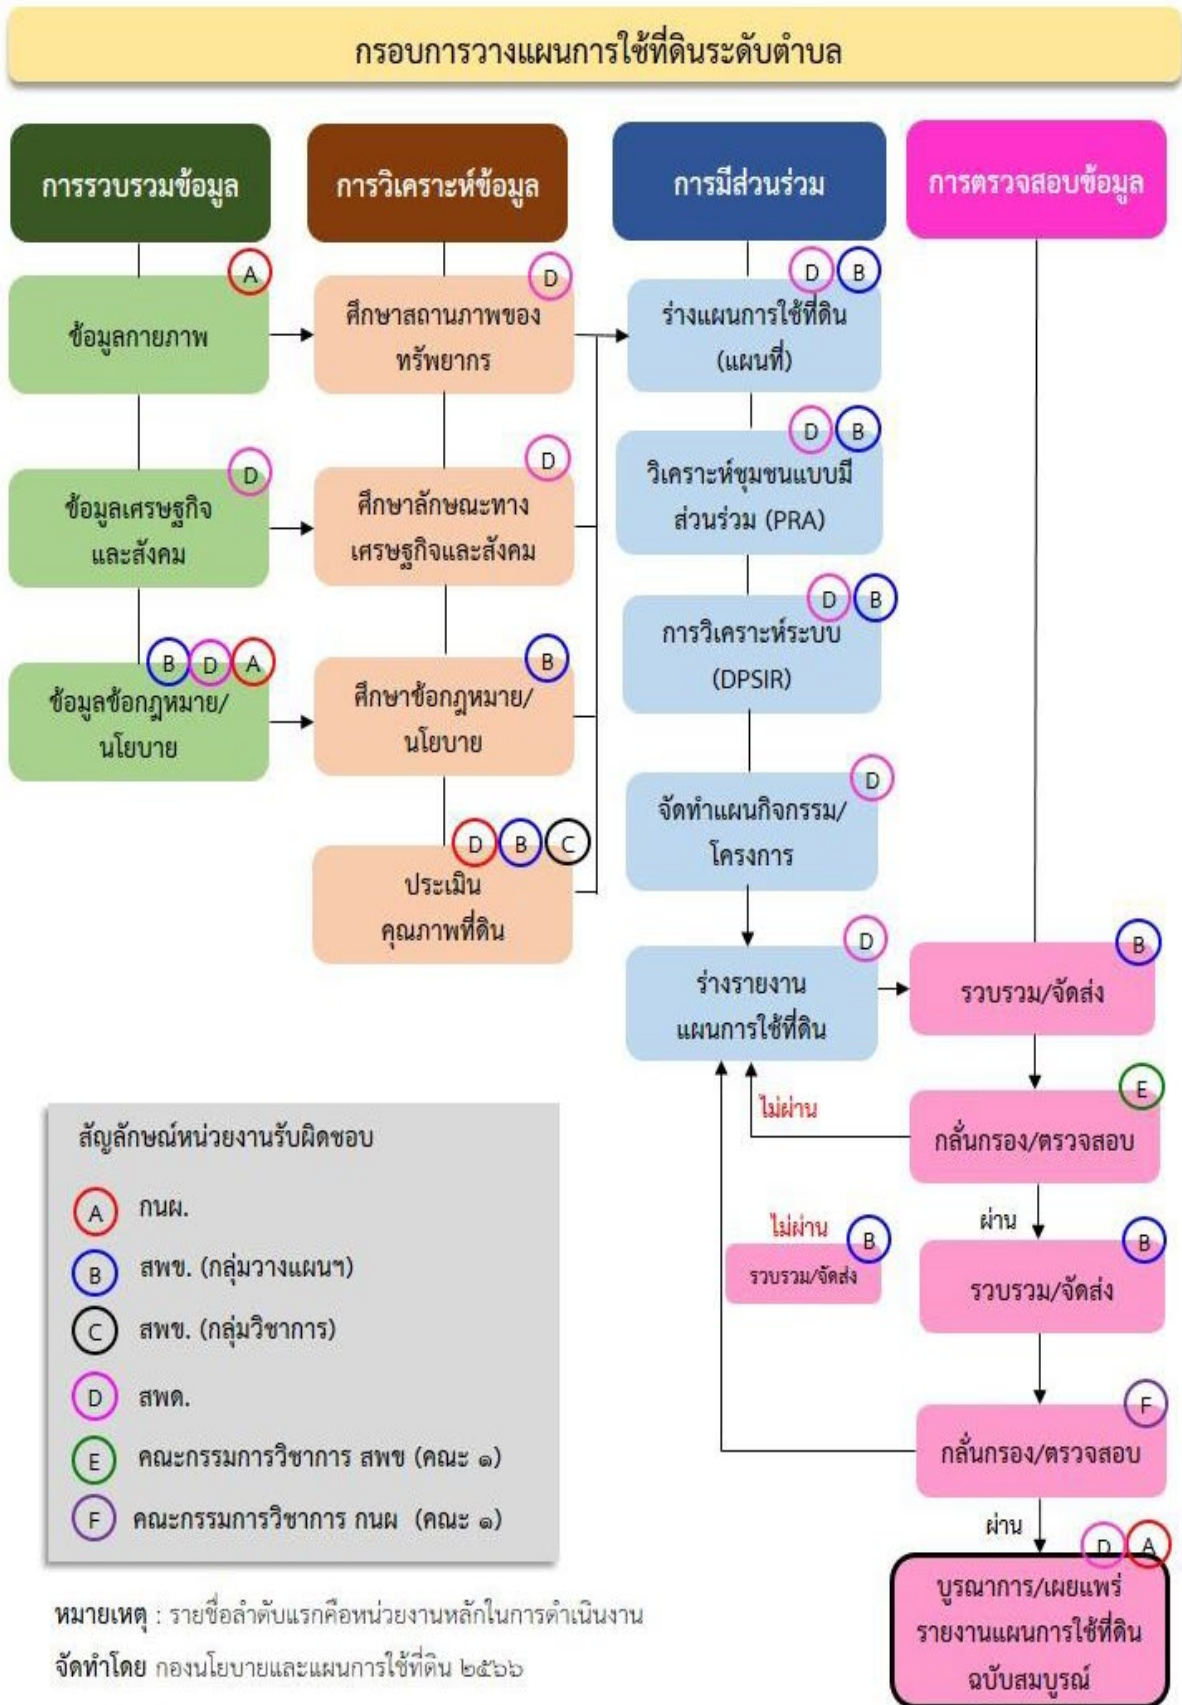 กรอบการวางแผนการใช้ที่ดินระดับตำบล
การรวบรวมข้อมูล
A
ข้อมูลกายภาพ
D
ข้อมูลเศรษฐกิจ
และสังคม
B D A
ข้อมูลข้อกฎหมาย/
นโยบาย
การวิเคราะห์ข้อมูล
D
ศึกษาสถานภาพของ
ทรัพยากร
D
ศึกษาลักษณะทาง
เศรษฐกิจและสังคม
B
ศึกษาข้อกฎหมาย/
นโยบาย
D B C
ประเมิน
คุณภาพที่ดิน
การมีส่วนร่วม
D B
ร่างแผนการใช้ที่ดิน
(แผนที่)
D B
วิเคราะห์ชุมชนแบบมี
ส่วนร่วม (PRA)
D B
การวิเคราะห์ระบบ
(DPSIR)
D
จัดทำแผนกิจกรรม/
โครงการ
D
ร่างรายงาน
แผนการใช้ที่ดิน
การตรวจสอบข้อมูล
B
รวบรวม/จัดส่ง
E
กลั่นกรอง/ตรวจสอบ
ไม่ผ่าน
ผ่าน
B
รวบรวม/จัดส่ง
ไม่ผ่าน
B
รวบรวม/จัดส่ง
F
กลั่นกรอง/ตรวจสอบ
ผ่าน
D A
บูรณาการ/เผยแพร่
รายงานแผนการใช้ที่ดิน
ฉบับสมบูรณ์
สัญลักษณ์หน่วยงานรับผิดชอบ
A กนผ.
B สพข. (กลุ่มวางแผนฯ)
C สพข. (กลุ่มวิชาการ)
D สพด.
E คณะกรรมการวิชาการ สพข (คณะ ๑)
F คณะกรรมการวิชาการ กนผ (คณะ ๑)
หมายเหตุ : รายชื่อลำดับแรกคือหน่วยงานหลักในการดำเนินงาน
จัดทำโดย กองนโยบายและแผนการใช้ที่ดิน ๒๕๖๖